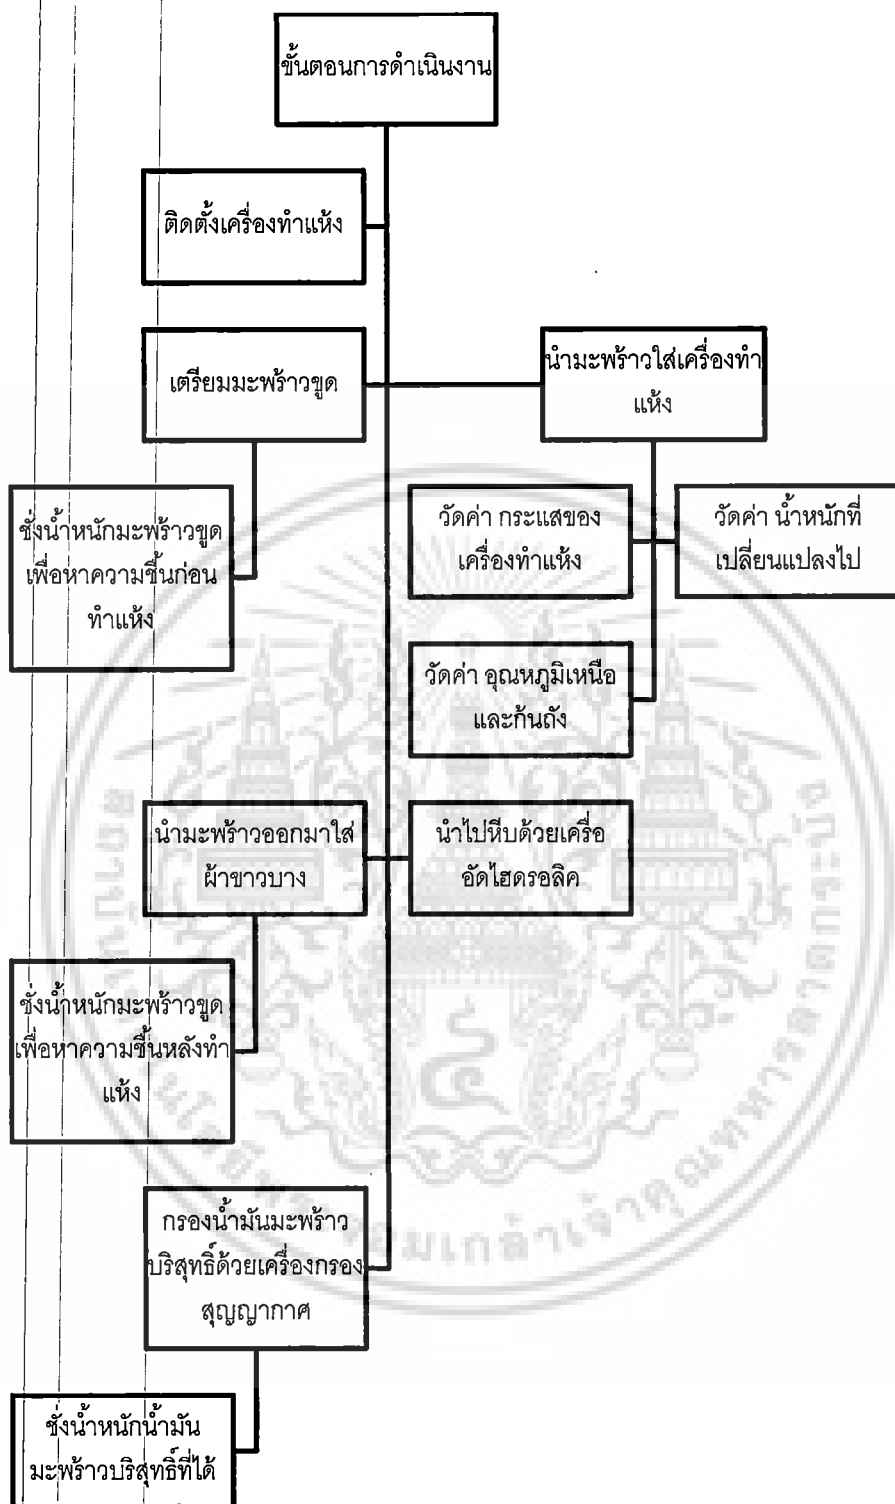 ขั้นตอนการดำเนินงาน
ติดตั้งเครื่องทำแห้ง
เตรียมมะพร้าวขูด
นำมะพร้าวใส่เครื่องทำ
แห้ง
ชั่งน้ำหนักมะพร้าวขูด
เพื่อหาความชื้นก่อน
ทำแห้ง
วัดค่า กระแสของ
เครื่องทำแห้ง
วัดค่า น้ำหนักที่
เปลี่ยนแปลงไป
วัดค่า อุณหภูมิเหนือ
และก้นถัง
นำมะพร้าวออกมาใส่
ผ้าขาวบาง
นำไปหีบด้วยเครื่อ
อัดไฮดรอลิค
ชั่งน้ำหนักมะพร้าวขูด
เพื่อหาความชื้นหลังทำ
แห้ง
กรองน้ำมันมะพร้าว
บริสุทธิ์ด้วยเครื่องกรอง
สุญญากาศ
ชั่งน้ำหนักน้ำมัน
มะพร้าวบริสุทธิ์ที่ได้